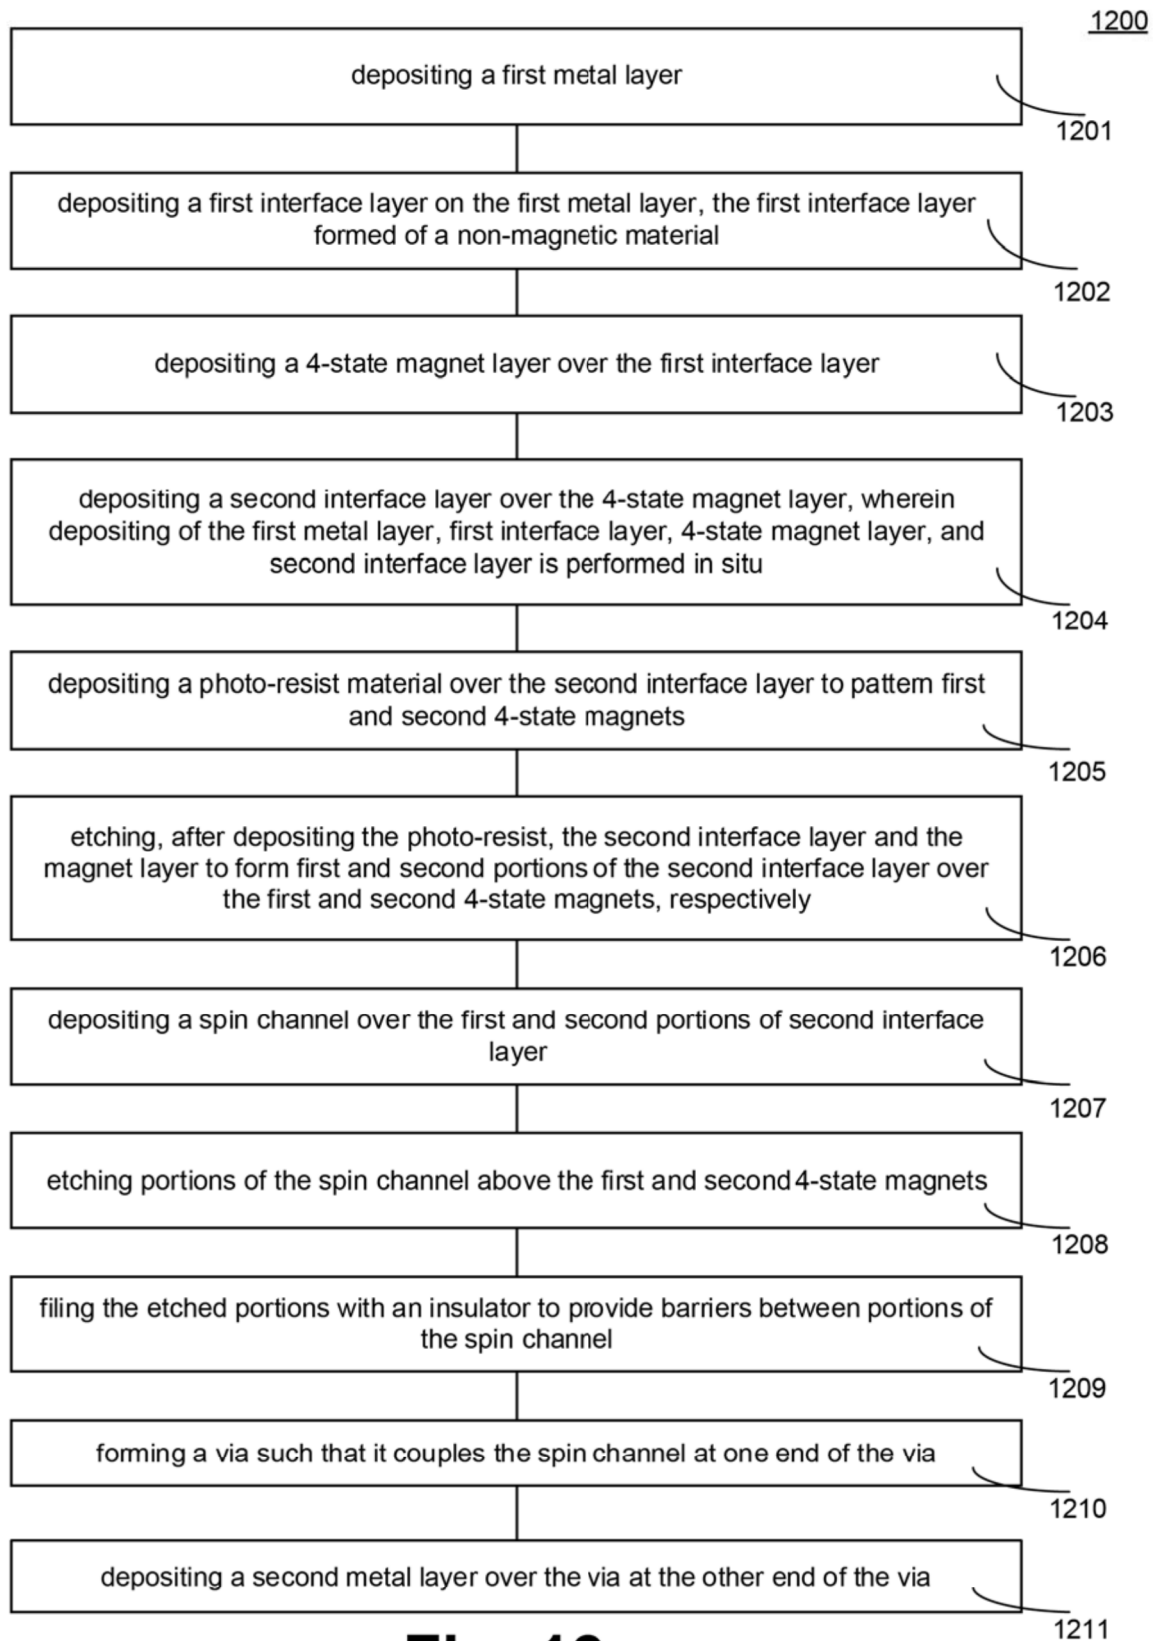 1200
depositing a first metal layer
1201
depositing a first interface layer on the first metal layer, the first interface layer
formed of a non-magnetic material
1202
depositing a 4-state magnet layer over the first interface layer
1203
depositing a second interface layer over the 4-state magnet layer, wherein
depositing of the first metal layer, first interface layer, 4-state magnet layer, and
second interface layer is performed in situ
1204
depositing a photo-resist material over the second interface layer to pattern first
and second 4-state magnets
1205
etching, after depositing the photo-resist, the second interface layer and the
magnet layer to form first and second portions of the second interface layer over
the first and second 4-state magnets, respectively
1206
depositing a spin channel over the first and second portions of second interface
layer
1207
etching portions of the spin channel above the first and second 4-state magnets
1208
filing the etched portions with an insulator to provide barriers between portions of
the spin channel
1209
forming a via such that it couples the spin channel at one end of the via
1210
depositing a second metal layer over the via at the other end of the via
1211